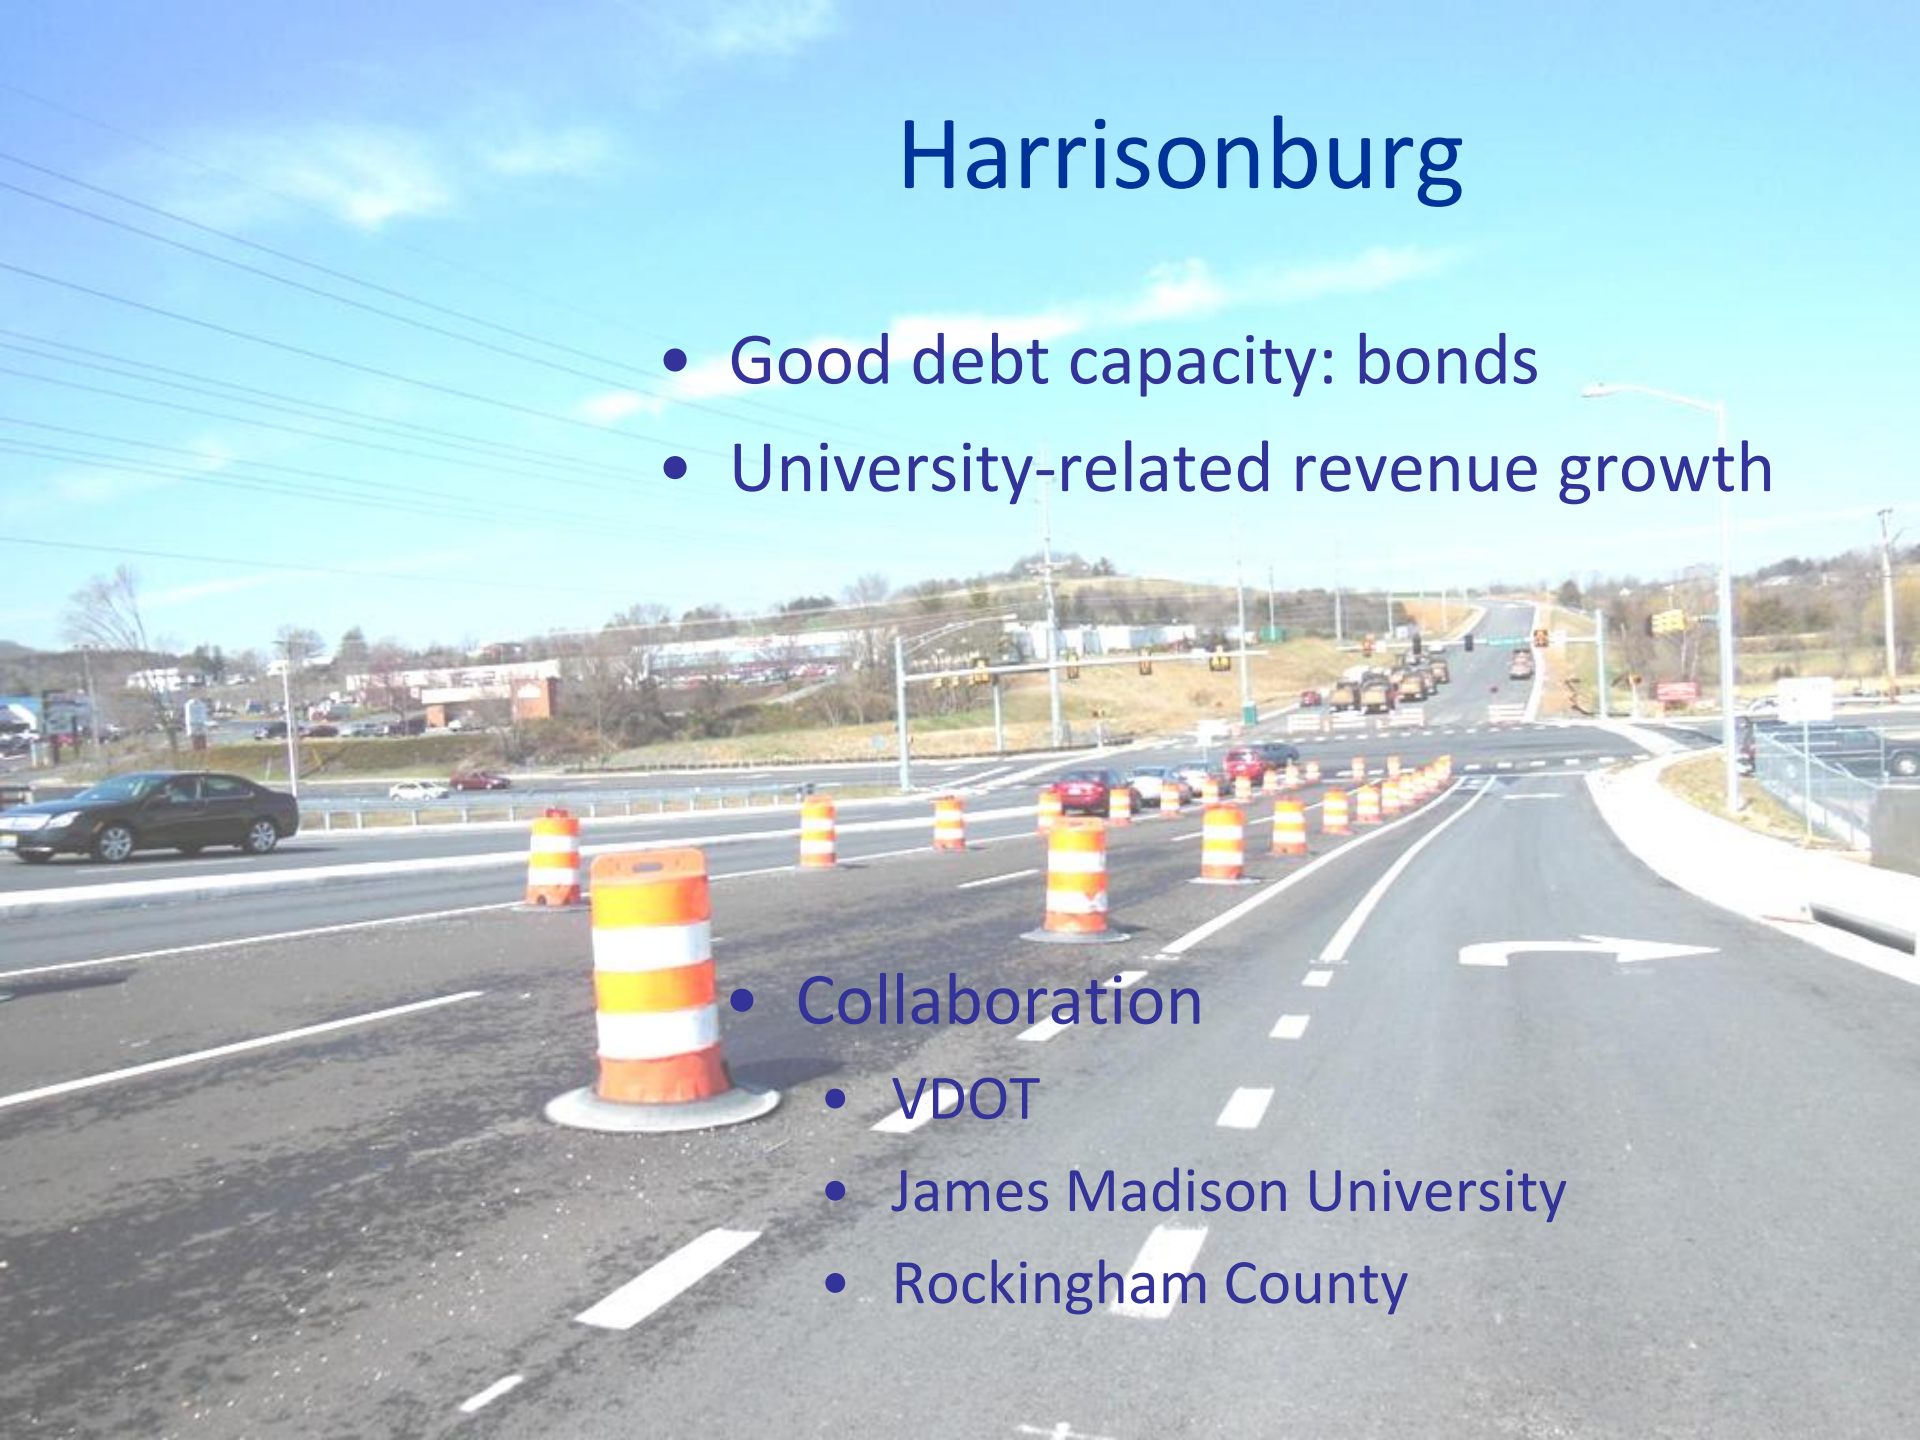 Harrisonburg
• Good debt capacity: bonds
• University-related revenue growth
• Collaboration
• VDOT
• James Madison University
• Rockingham County